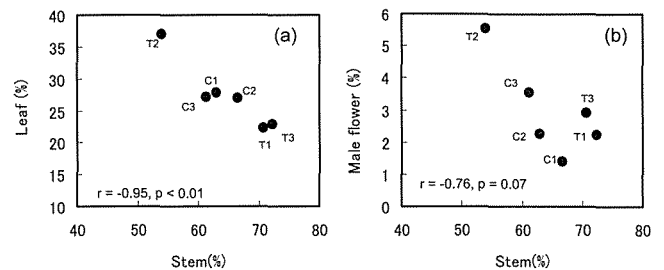 (a)
40
35
30
25
20
15
10
Leaf (%)
T2
C1
C3
C2
T1
T3
r = -0.95, p < 0.01
40 50 60 70 80
Stem(%)
(b)
6
5
4
3
2
1
0
Male flower (%)
T2
C3
T3
C2
T1
C1
r = -0.76, p = 0.07
40 50 60 70 80
Stem(%)